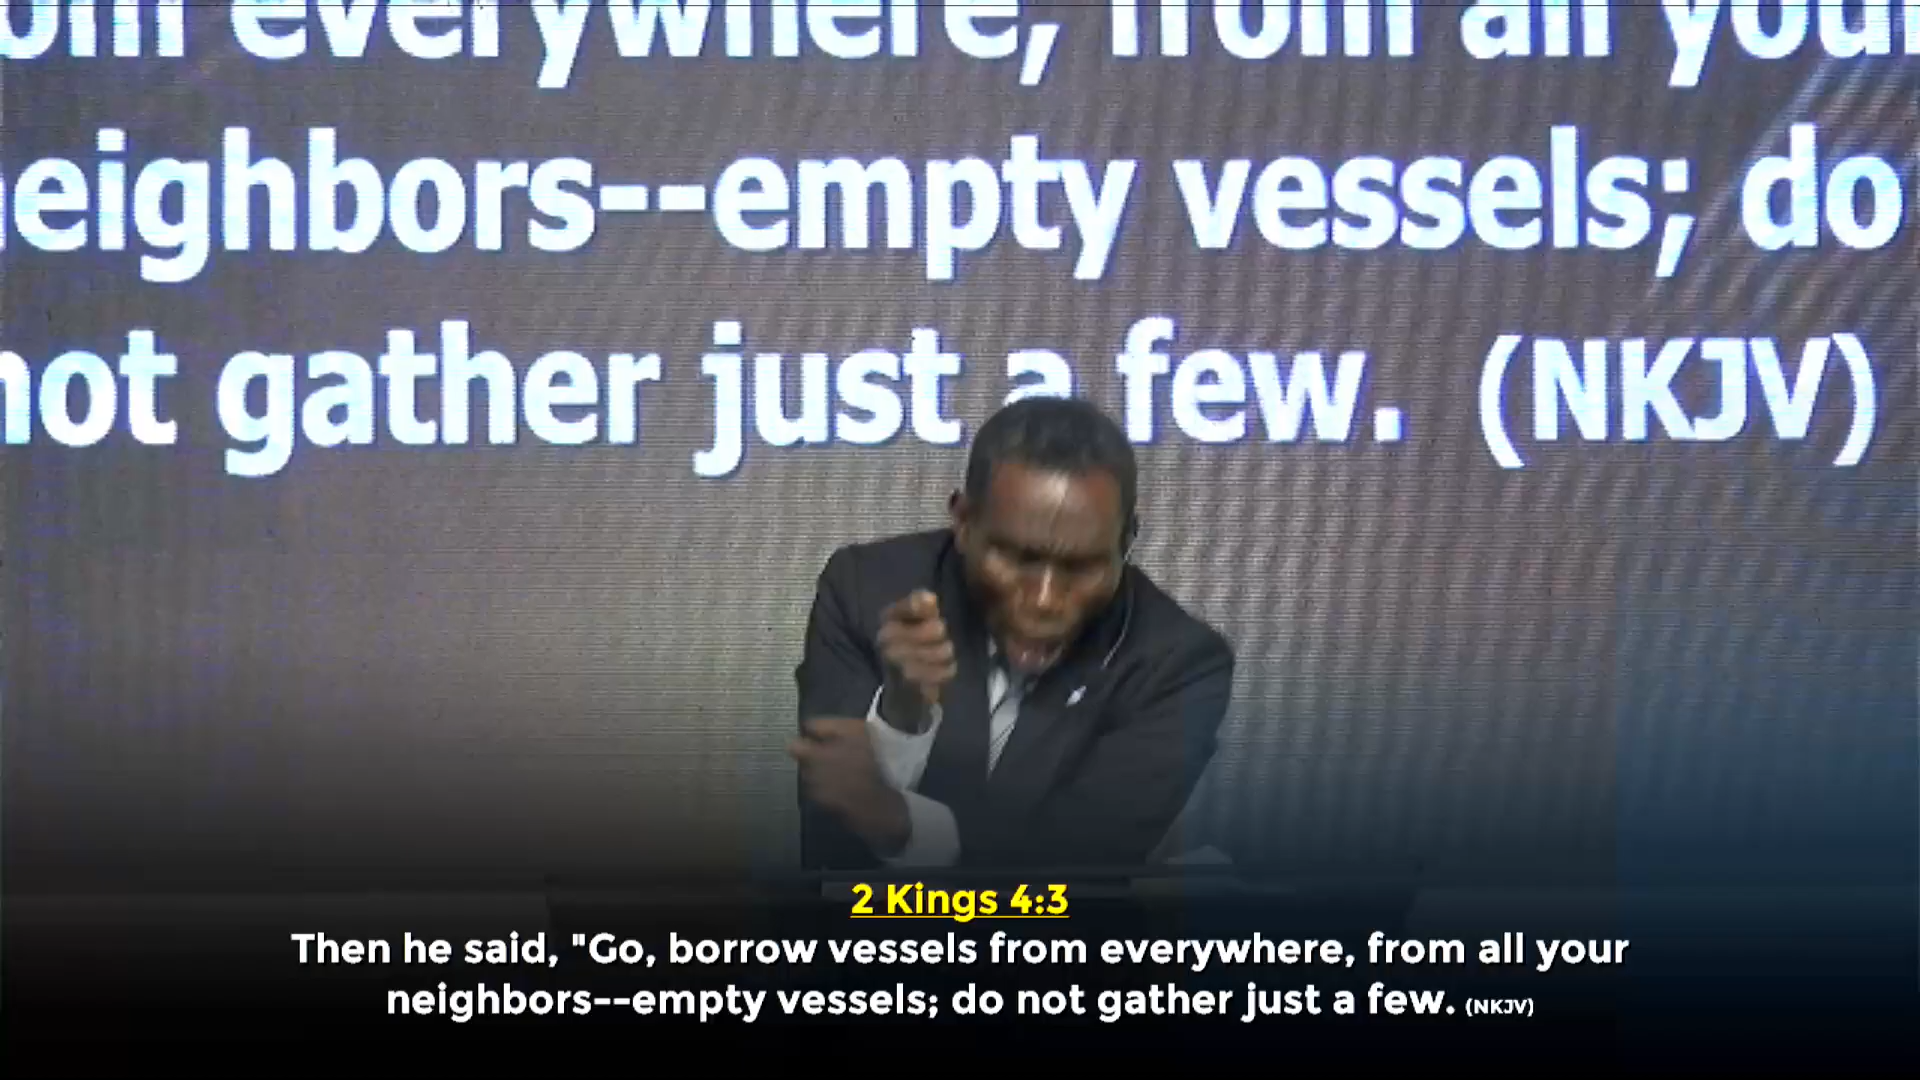 om everywhere, from all your
neighbors--empty vessels; do
not gather just a few. (NKJV)
2 Kings 4:3
Then he said, "Go, borrow vessels from everywhere, from all your
neighbors--empty vessels; do not gather just a few. (NKJV)